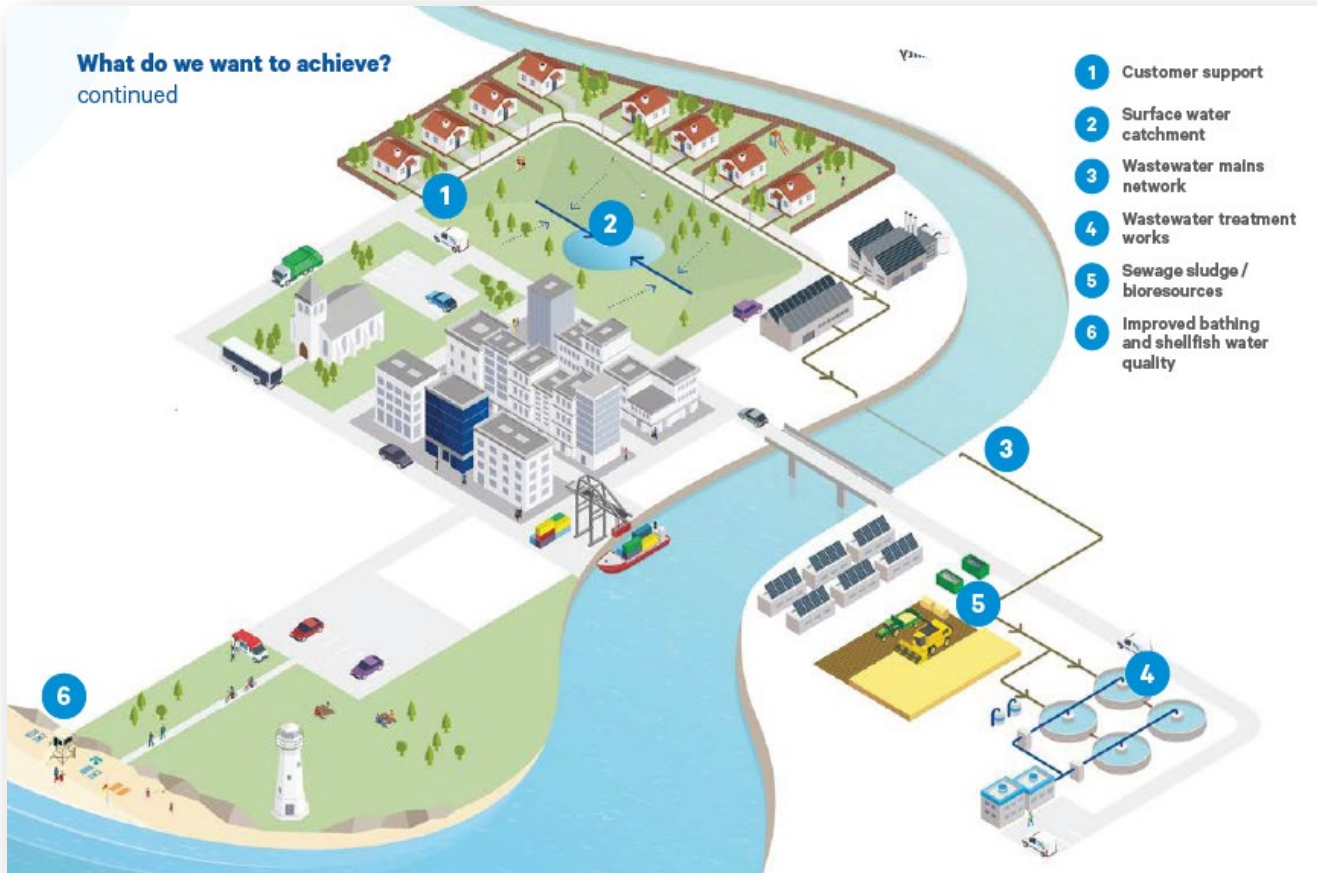 What do we want to achieve?
continued
1 Customer support
2 Surface water
catchment
3 Wastewater mains
network
4 Wastewater treatment
works
5 Sewage sludge /
bioresources
6 Improved bathing
and shellfish water
quality
1
2
3
5
4
6